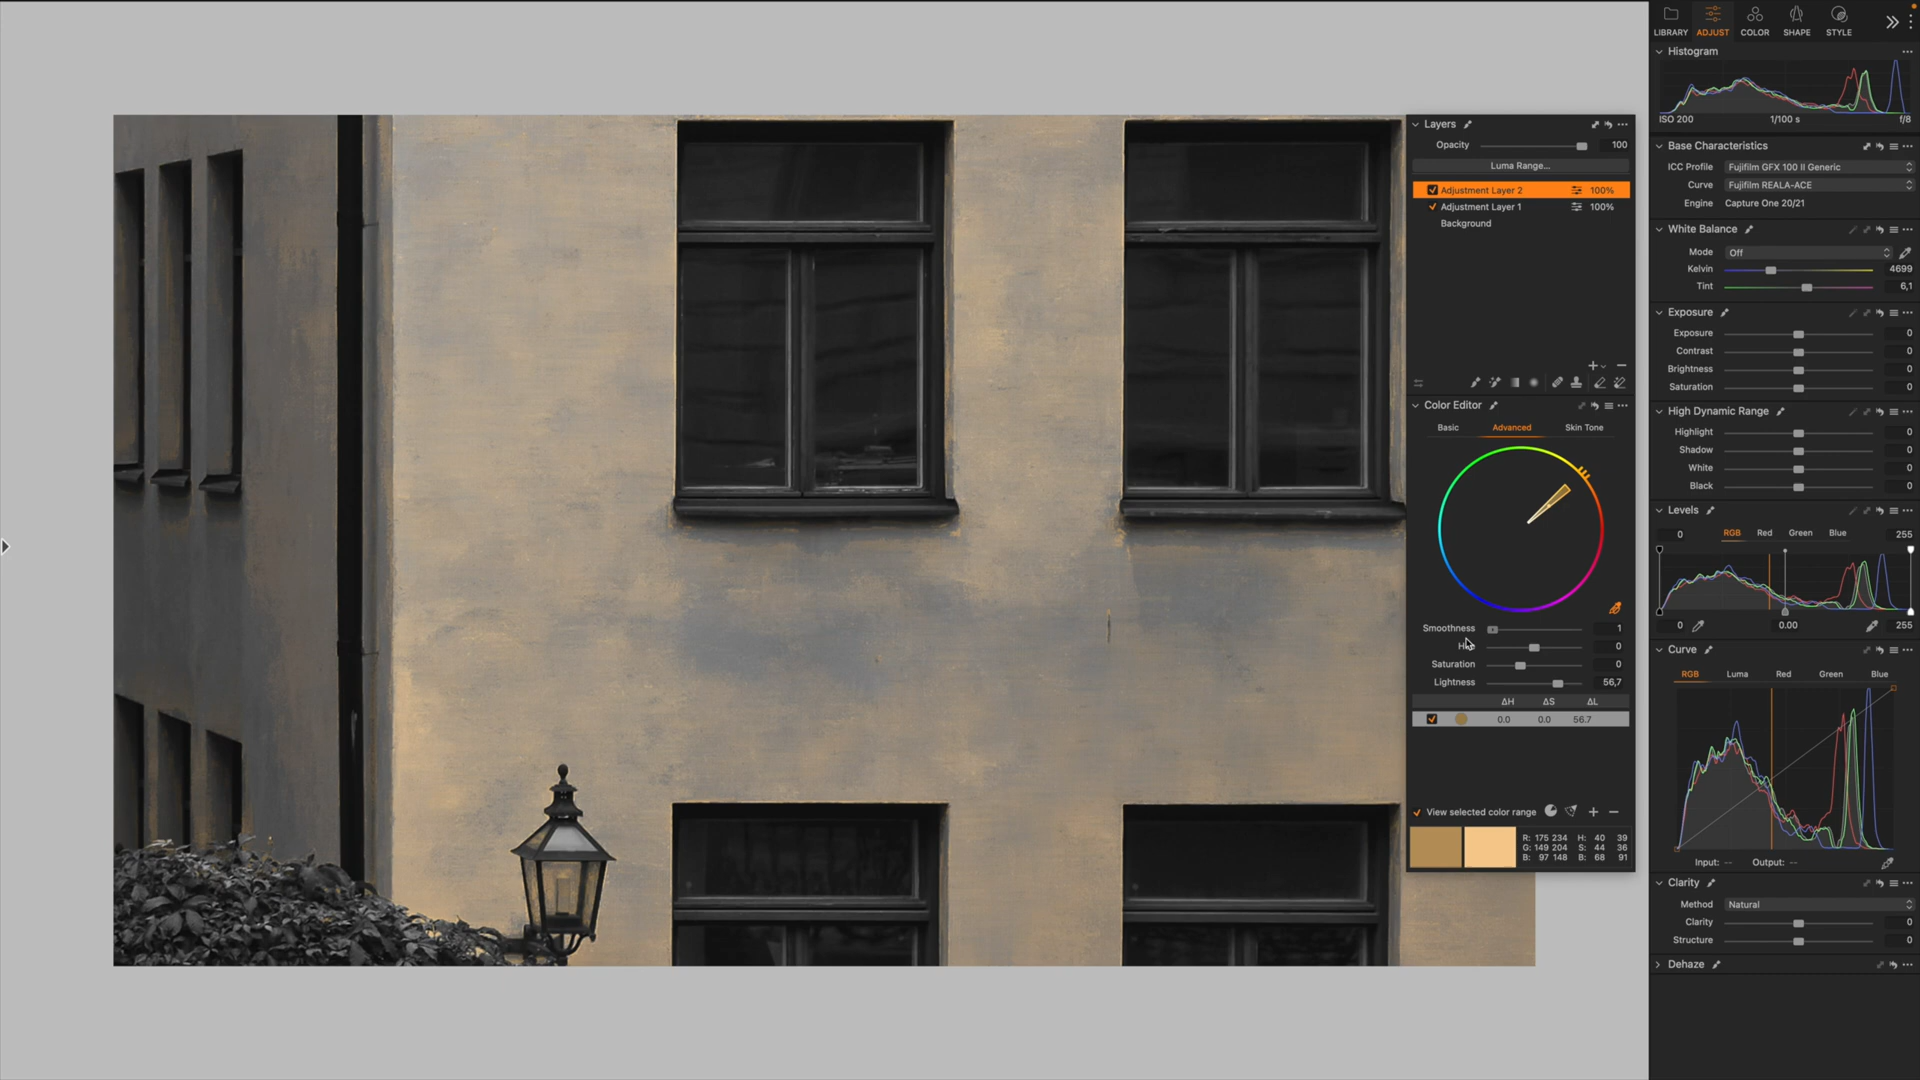 LIBRARY ADJUST COLOR SHAPE STYLE
Histogram
ISO 200 1/100 s f/8
Base Characteristics
ICC Profile Fujifilm GFX 100 II Generic
Curve Fujifilm REALA-ACE
Engine Capture One 20/21
White Balance
Mode Off
Kelvin 4699
Tint 6,1
Exposure
Exposure 0
Contrast 0
Brightness 0
Saturation 0
High Dynamic Range
Highlight 0
Shadow 0
White 0
Black 0
Levels
0 RGB Red Green Blue 255
0 0.00 255
Curve
RGB Luma Red Green Blue
Input: -- Output: --
Clarity
Method Natural
Clarity 0
Structure 0
Dehaze
Layers
Opacity 100
Luma Range...
Adjustment Layer 2 100%
Adjustment Layer 1 100%
Background
Color Editor
Basic Advanced Skin Tone
Smoothness 1
0
Saturation 0
Lightness 56,7
ΔH ΔS ΔL
0.0 0.0 56.7
View selected color range
R: 175 234 H: 40 39
G: 149 204 S: 44 36
B: 97 148 B: 68 91